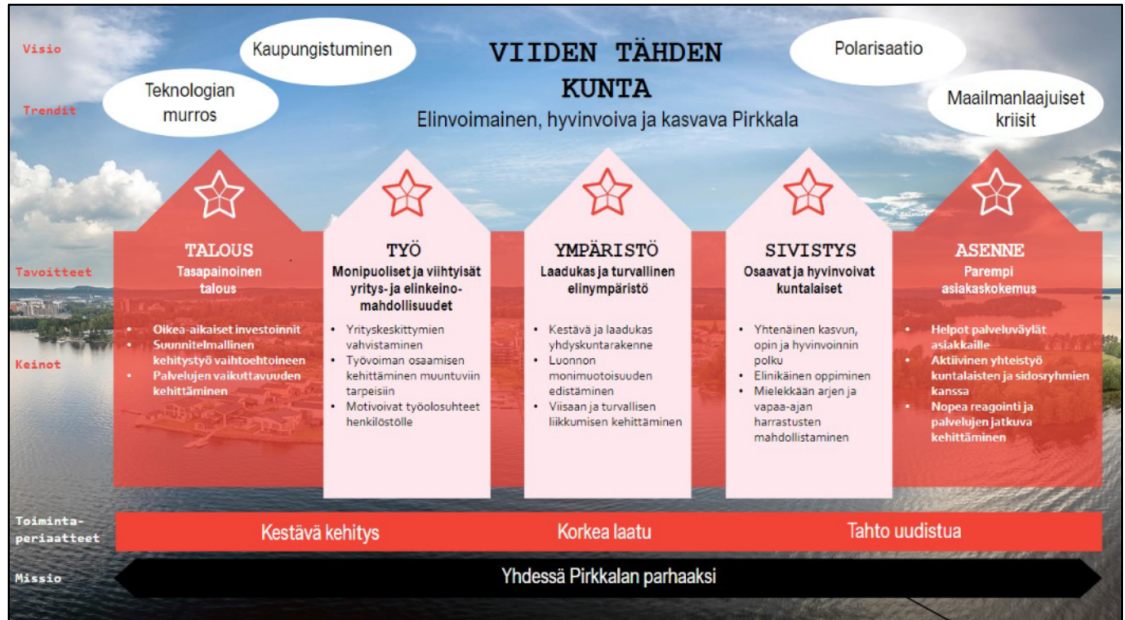 Visio
Trendit
Kaupungistuminen
Teknologian
murros
VIIDEN TÄHDEN
KUNTA
Elinvoimainen, hyvinvoiva ja kasvava Pirkkala
Polarisaatio
Maailmanlaajuiset
kriisit
Tavoitteet
Keinot
TALOUS
Tasapainoinen
talous
• Oikea-aikaiset investoinnit
• Suunnitelmallinen
kehitystyö vaihtoehtoineen
• Palvelujen vaikuttavuuden
kehittäminen
TYÖ
Monipuoliset ja viihtyisät
yritys- ja elinkeino-
mahdollisuudet
• Yrityskeskittymien
vahvistaminen
• Työvoiman osaamisen
kehittäminen muuntuviin
tarpeisiin
• Motivoivat työolosuhteet
henkilöstölle
YMPÄRISTÖ
Laadukas ja turvallinen
elinympäristö
• Kestävä ja laadukas
yhdyskuntarakenne
• Luonnon
monimuotoisuuden
edistäminen
• Viisaan ja turvallisen
liikkumisen kehittäminen
SIVISTYS
Osaavat ja hyvinvoivat
kuntalaiset
• Yhtenäinen kasvun,
opin ja hyvinvoinnin
polku
• Elinikäinen oppiminen
• Mielekkään arjen ja
vapaa-ajan
harrastusten
mahdollistaminen
ASENNE
Parempi
asiakaskokemus
• Helpot palveluväylät
asiakkaille
• Aktiivinen yhteistyö
kuntalaisten ja sidosryhmien
kanssa
• Nopea reagointi ja
palvelujen jatkuva
kehittäminen
Toiminta-
periaatteet
Kestävä kehitys
Korkea laatu
Tahto uudistua
Missio
Yhdessä Pirkkalan parhaaksi